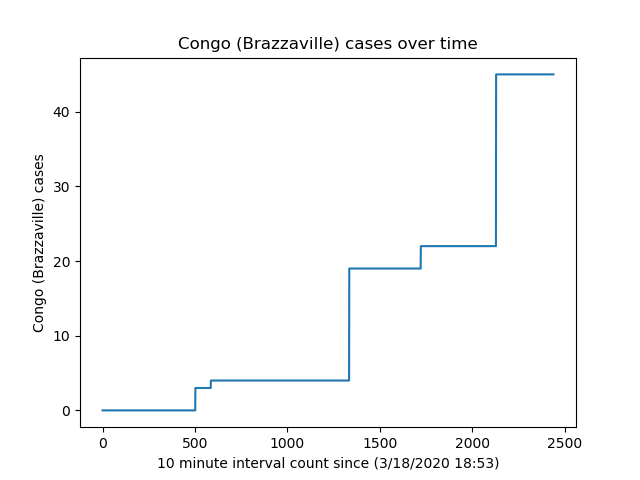 Congo (Brazzaville) cases over time
Congo (Brazzaville) cases
40
30
20
10
0
0 500 1000 1500 2000 2500
10 minute interval count since (3/18/2020 18:53)